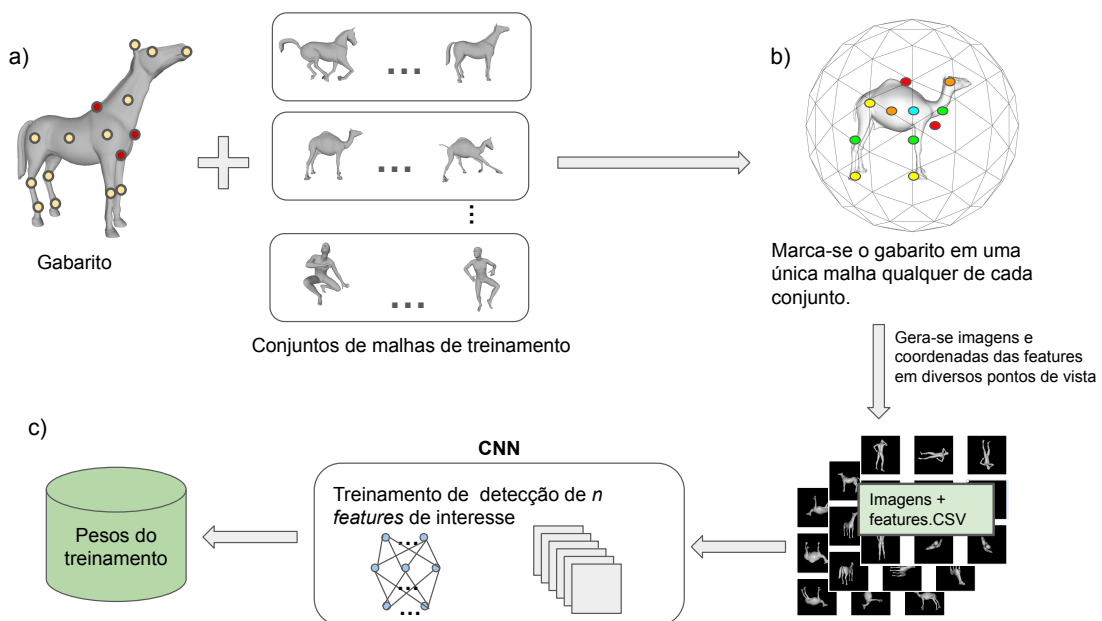 a)
Gabarito
Conjuntos de malhas de treinamento
b)
Marca-se o gabarito em uma
única malha qualquer de cada
conjunto.
Gera-se imagens e
coordenadas das features
em diversos pontos de vista
c)
CNN
Treinamento de detecção de n
features de interesse
Pesos do
treinamento
Imagens +
features.CSV